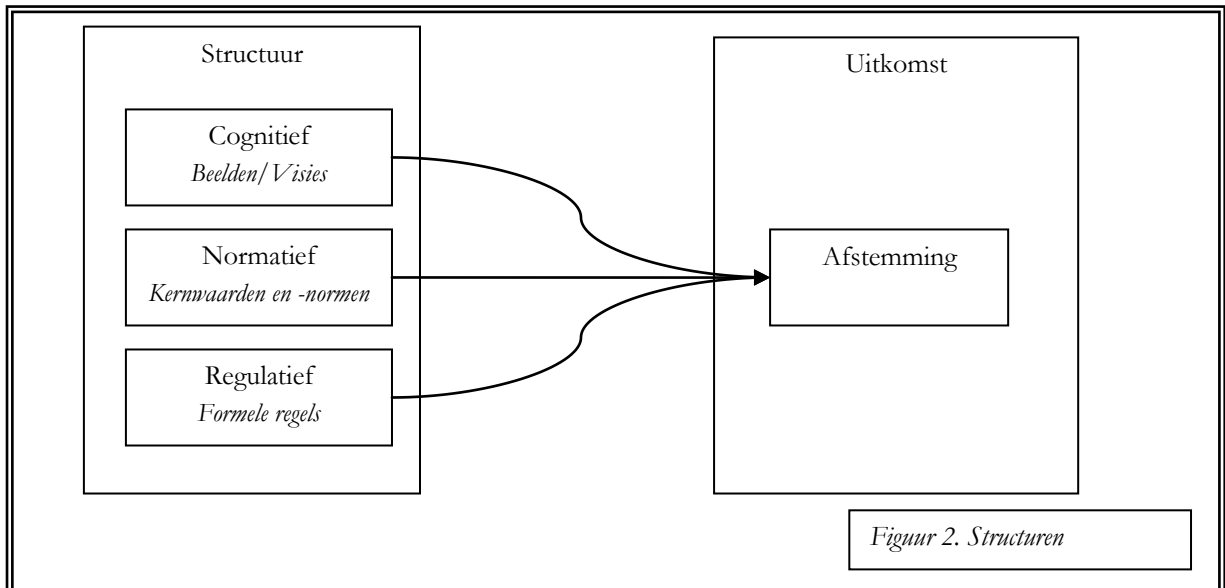 Structuur
Cognitief
Beelden/Visies
Normatief
Kernwaarden en -normen
Regulatief
Formele regels
Uitkomst
Afstemming
Figuur 2. Structuren